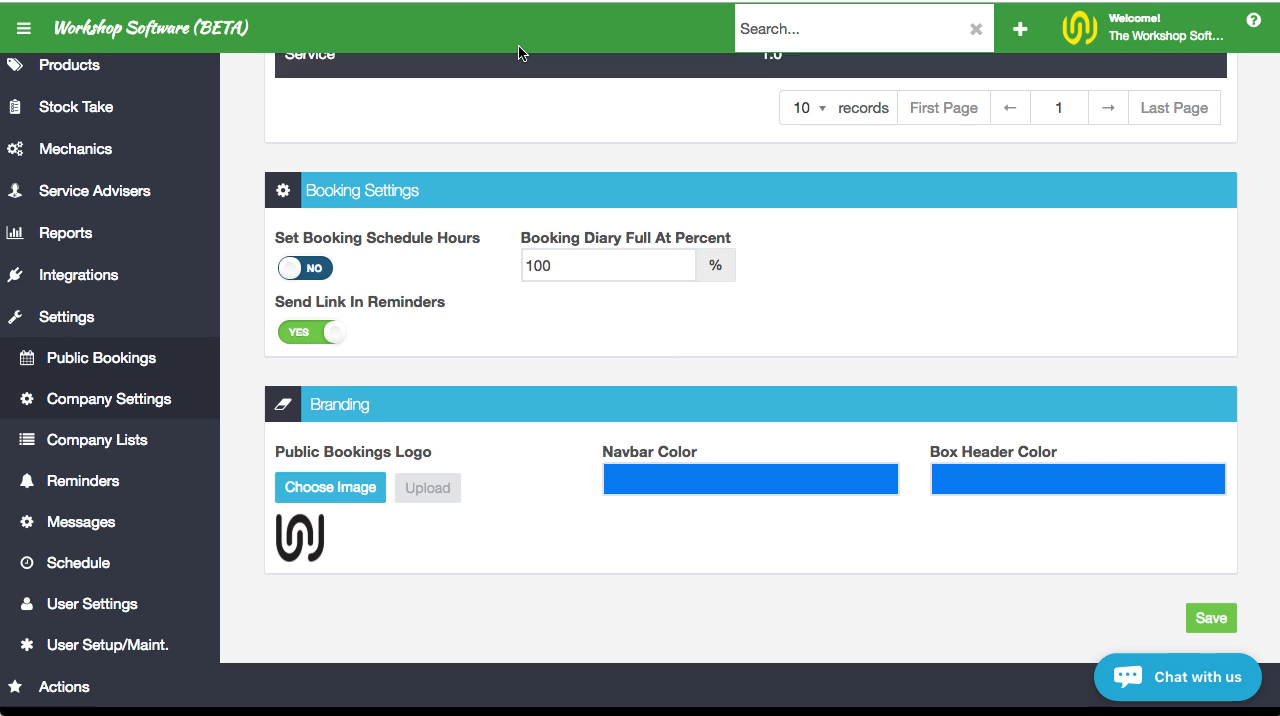 Workshop Software (BETA)
Search...
Welcome!
The Workshop Soft...
Products
Stock Take
Mechanics
Service Advisers
Reports
Integrations
Settings
Public Bookings
Company Settings
Company Lists
Reminders
Messages
Schedule
User Settings
User Setup/Maint.
Actions
Service 1.0
10 records First Page ← 1 → Last Page
Booking Settings
Set Booking Schedule Hours Booking Diary Full At Percent
NO 100 %
Send Link In Reminders
YES
Branding
Public Bookings Logo Navbar Color Box Header Color
Choose Image Upload
Save
Chat with us